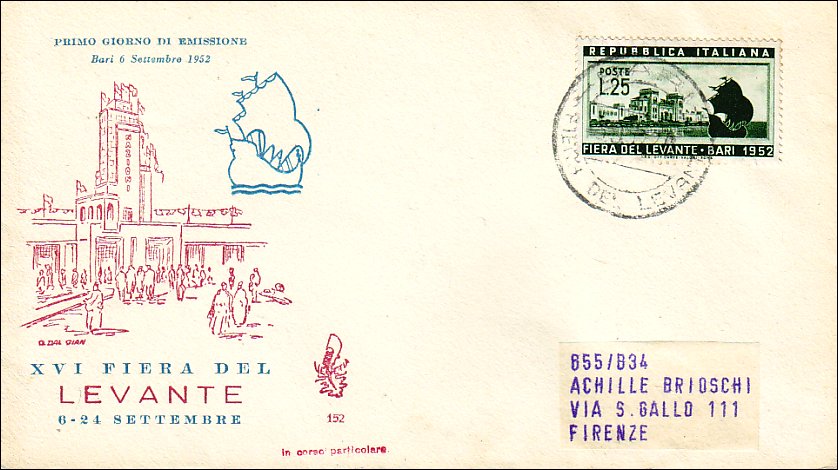 PRIMO GIORNO DI EMISSIONE
Bari 6 Settembre 1952
NAZIONI
O. DAL GIAN
XVI FIERA DEL
LEVANTE
6-24 SETTEMBRE
152
in corso particolare.
REPUBBLICA ITALIANA
POSTE
L.25
FIERA DEL LEVANTE • BARI 1952
FIERA DEL LEVANTE
855/834
ACHILLE BRIOSCHI
VIA S. GALLO 111
FIRENZE